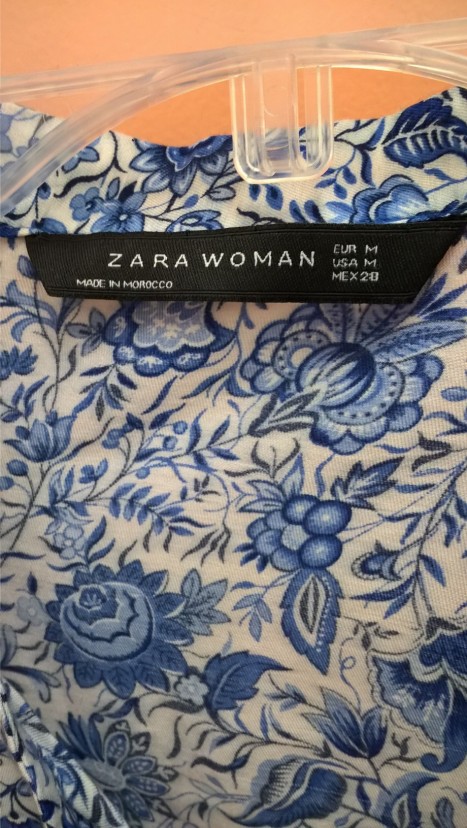 ZARA WOMAN
EUR M
USA M
MEX 28
MADE IN MOROCCO